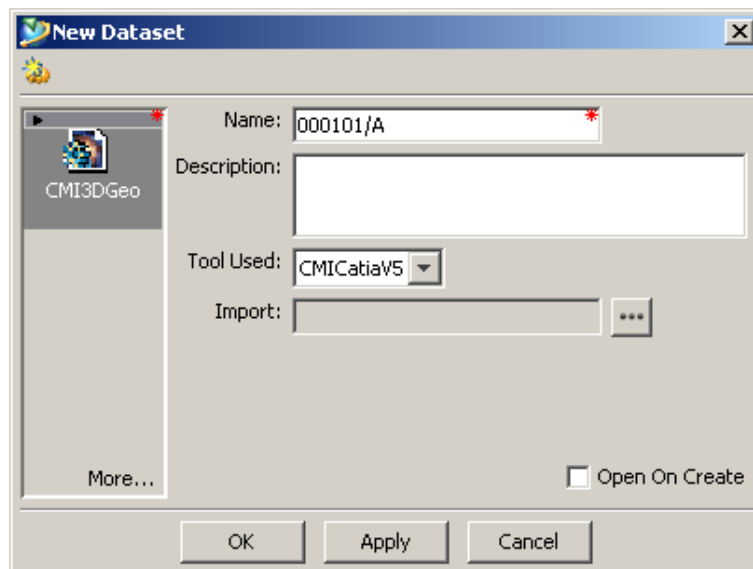 New Dataset
CMI3DGeo
More...
Name: 000101/A *
Description:
Tool Used: CMICatiaV5
Import: ...
Open On Create
OK Apply Cancel